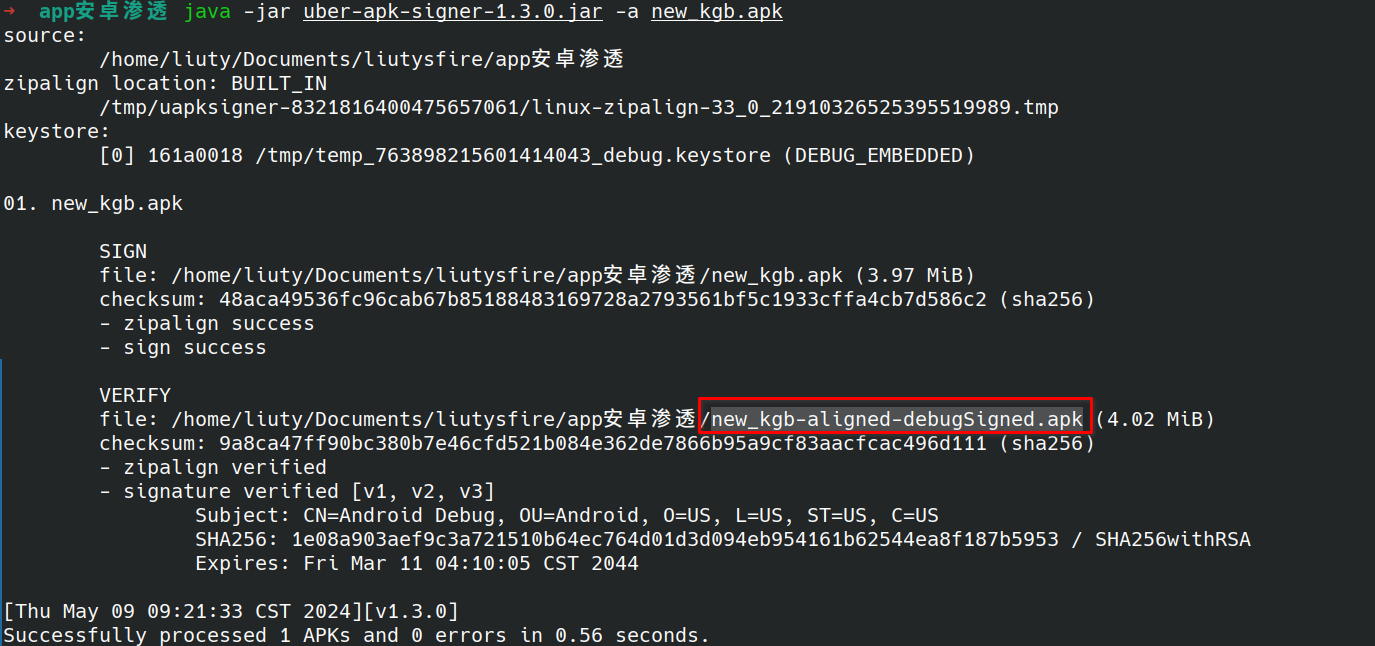 → app安卓渗透 java -jar uber-apk-signer-1.3.0.jar -a new_kgb.apk
source:
/home/liuty/Documents/liutysfire/app安卓渗透
zipalign location: BUILT_IN
/tmp/uapksigner-8321816400475657061/linux-zipalign-33_0_21910326525395519989.tmp
keystore:
[0] 161a0018 /tmp/temp_763898215601414043_debug.keystore (DEBUG_EMBEDDED)
01. new_kgb.apk
SIGN
file: /home/liuty/Documents/liutysfire/app安卓渗透/new_kgb.apk (3.97 MiB)
checksum: 48aca49536fc96cab67b85188483169728a2793561bf5c1933cffa4cb7d586c2 (sha256)
- zipalign success
- sign success
VERIFY
file: /home/liuty/Documents/liutysfire/app安卓渗透/new_kgb-aligned-debugSigned.apk (4.02 MiB)
checksum: 9a8ca47ff90bc380b7e46cfd521b084e362de7866b95a9cf83aacfcac496d111 (sha256)
- zipalign verified
- signature verified [v1, v2, v3]
Subject: CN=Android Debug, OU=Android, O=US, L=US, ST=US, C=US
SHA256: 1e08a903aef9c3a721510b64ec764d01d3d094eb954161b62544ea8f187b5953 / SHA256withRSA
Expires: Fri Mar 11 04:10:05 CST 2044
[Thu May 09 09:21:33 CST 2024][v1.3.0]
Successfully processed 1 APKs and 0 errors in 0.56 seconds.